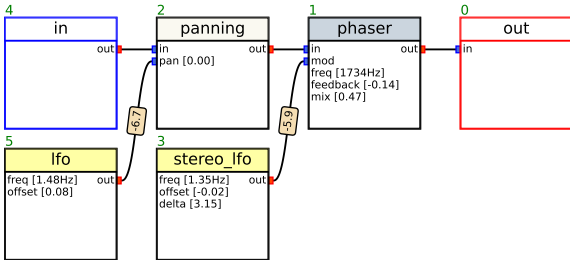 4
in
out
2
panning
in
out
pan [0.00]
1
phaser
in
out
mod
freq [1734Hz]
feedback [-0.14]
mix [0.47]
0
out
in
-6.7
-5.9
5
lfo
freq [1.48Hz]
out
offset [0.08]
3
stereo_lfo
freq [1.35Hz]
out
offset [-0.02]
delta [3.15]